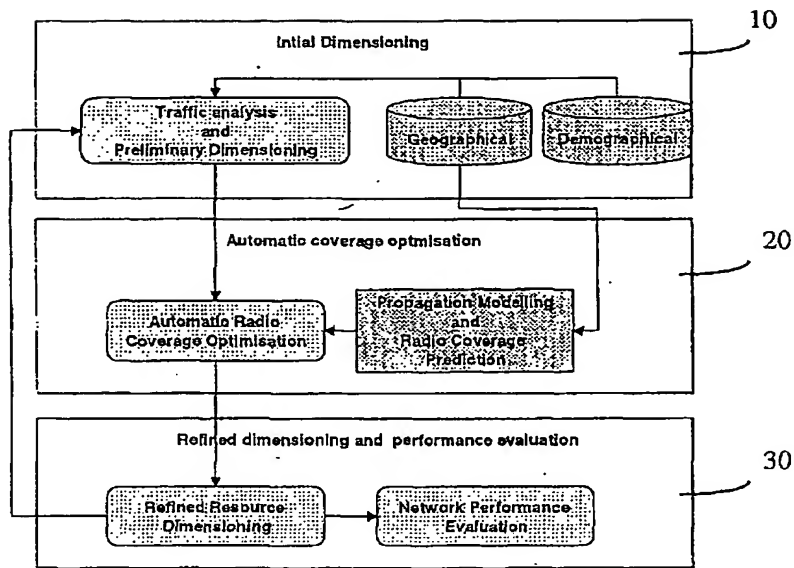 Intial Dimensioning
10
Traffic analysis
and
Preliminary Dimensioning
Geographical
Demographical
Automatic coverage optmisation
20
Automatic Radio
Coverage Optimisation
Propagation Modelling
and
Radio Coverage
Prediction
Refined dimensioning and performance evaluation
30
Refined Resource
Dimensioning
Network Performance
Evaluation